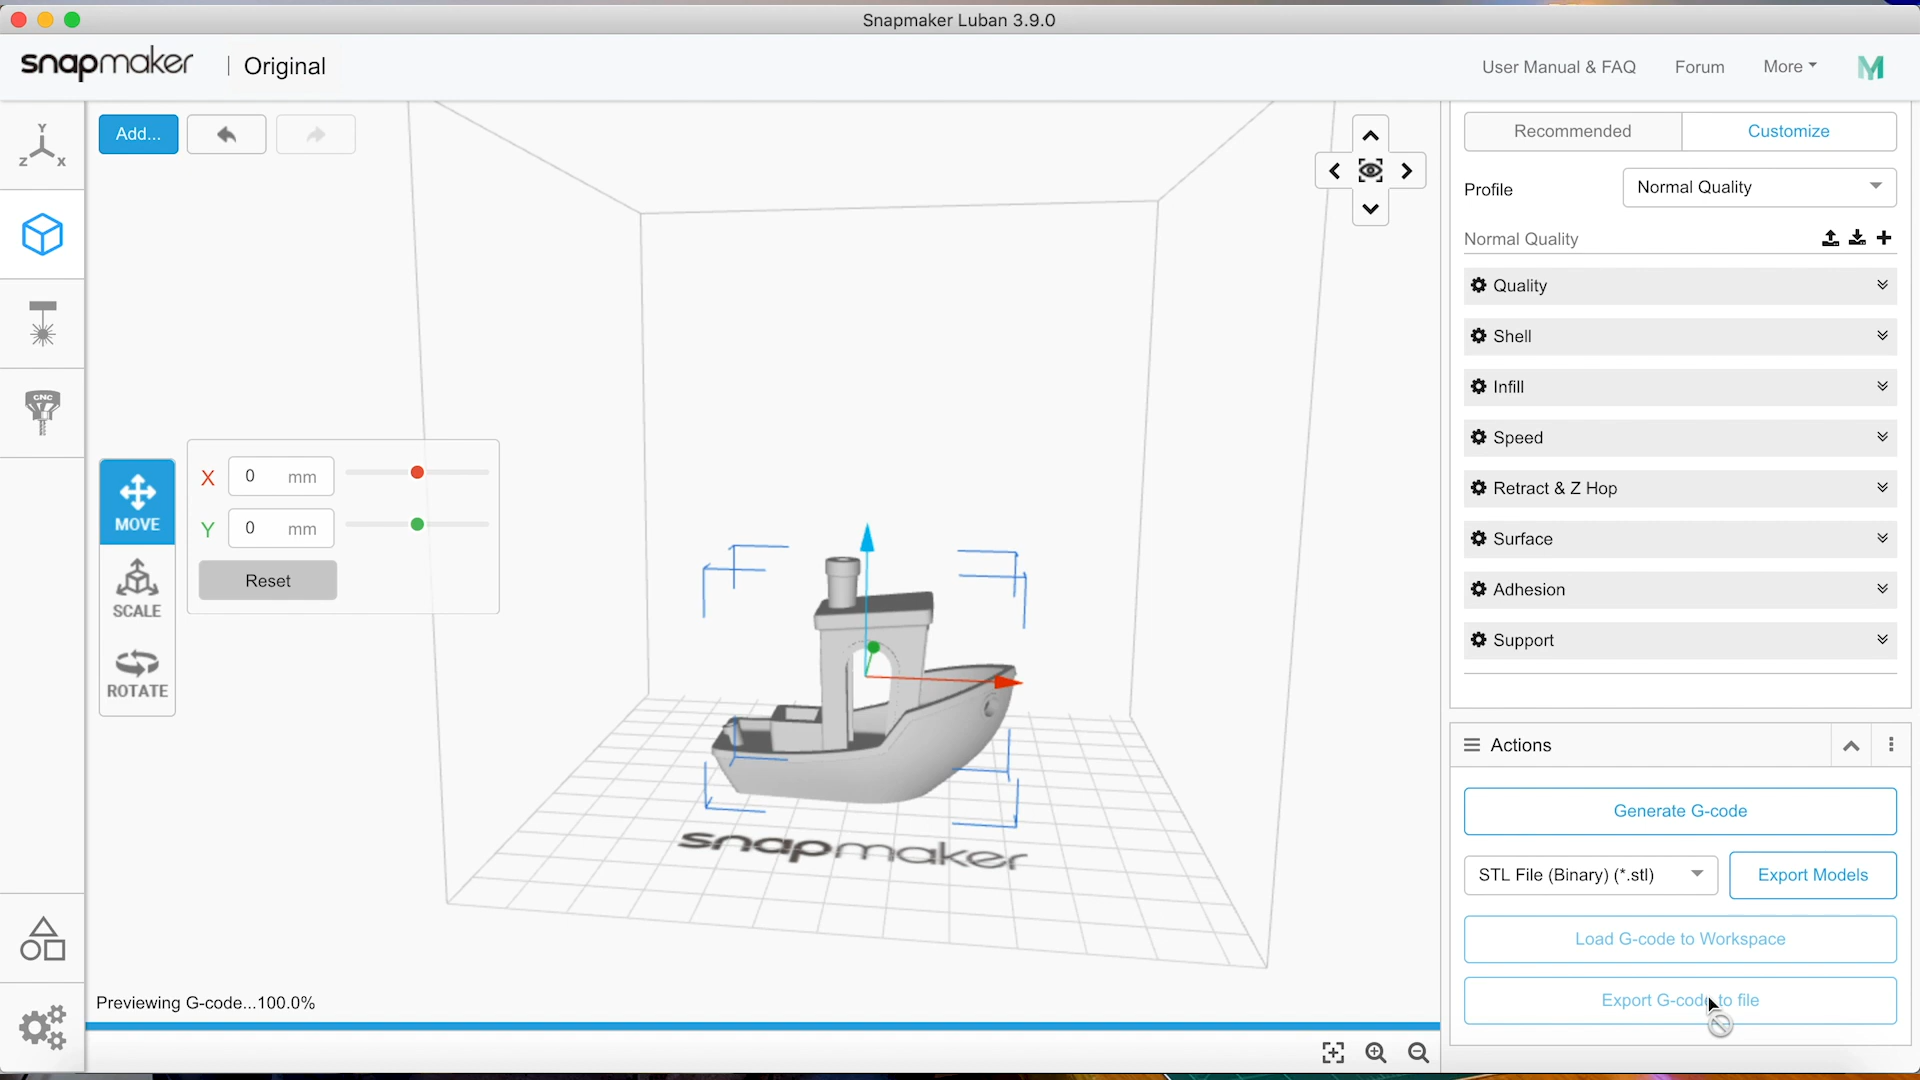 Snapmaker Luban 3.9.0
snapmaker | Original
User Manual & FAQ
Forum
More
Add...
Y
Z X
CNC
MOVE
SCALE
ROTATE
X 0 mm
Y 0 mm
Reset
snapmaker
Previewing G-code...100.0%
Recommended
Customize
Profile
Normal Quality
Normal Quality
Quality
Shell
Infill
Speed
Retract & Z Hop
Surface
Adhesion
Support
Actions
Generate G-code
STL File (Binary) (*.stl)
Export Models
Load G-code to Workspace
Export G-code to file